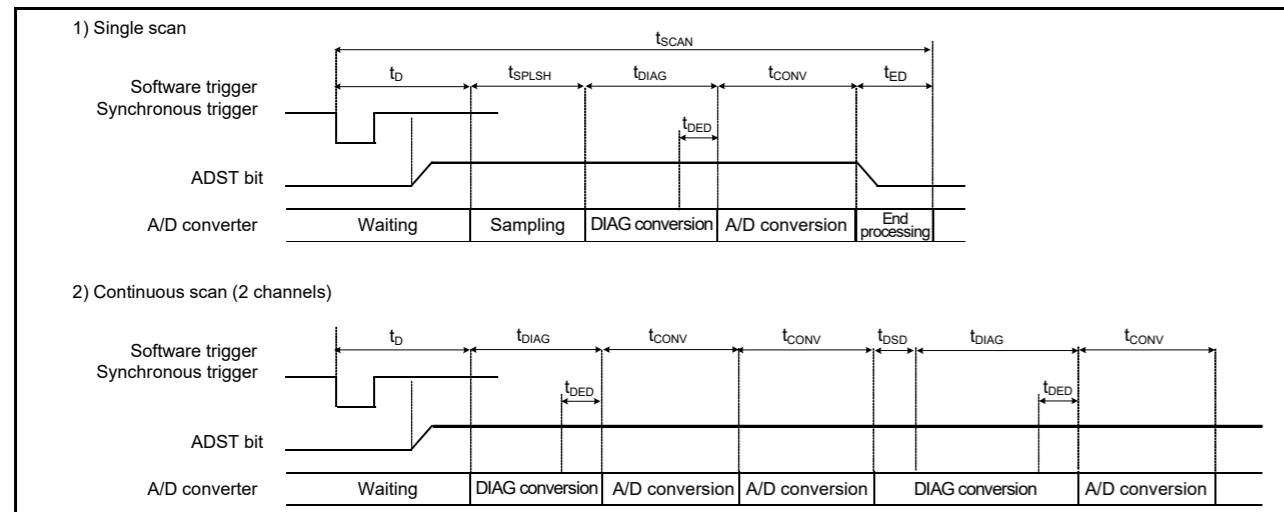 1) Single scan
tSCAN
tD tSPLSH tDIAG tCONV tED
Software trigger
Synchronous trigger
tDED
ADST bit
A/D converter Waiting Sampling DIAG conversion A/D conversion End processing
2) Continuous scan (2 channels)
tD tDIAG tCONV tCONV tDSD tDIAG tCONV
Software trigger
Synchronous trigger
tDED tDED
ADST bit
A/D converter Waiting DIAG conversion A/D conversion A/D conversion DIAG conversion A/D conversion